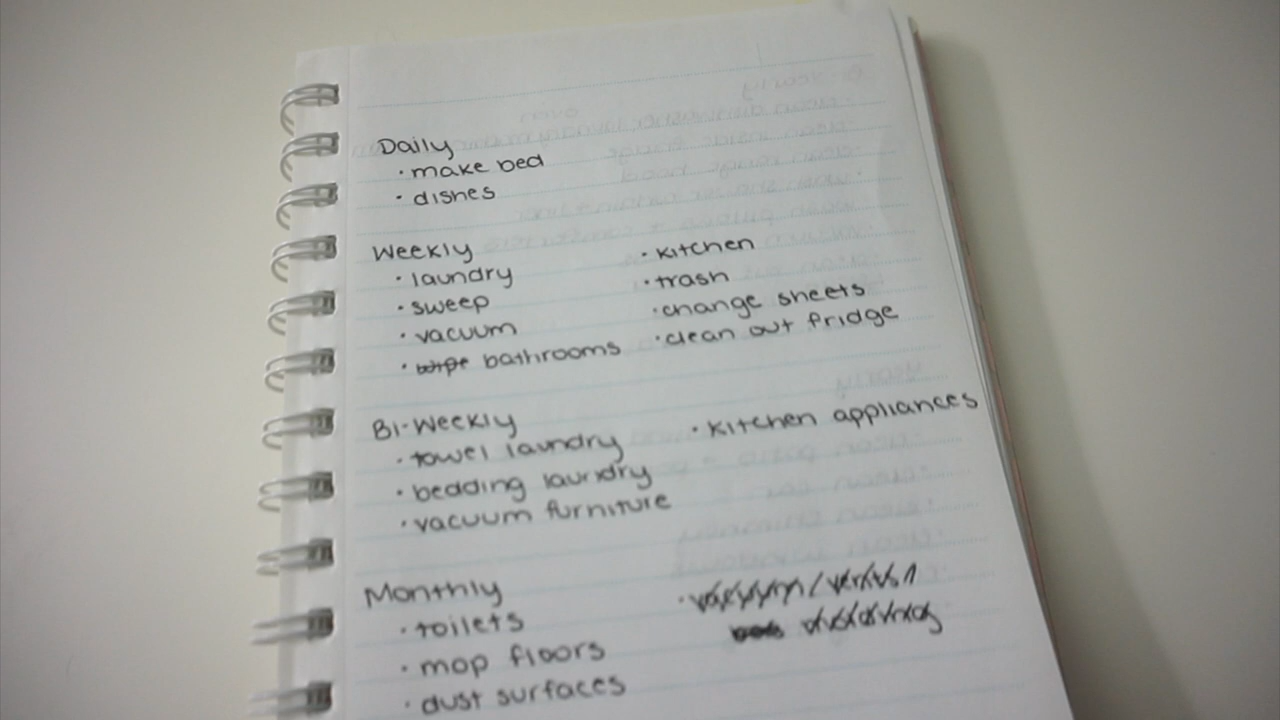 Daily
· make bed
· dishes
Weekly
· laundry
· sweep
· vacuum
· bathrooms
· kitchen
· trash
· change sheets
· clean out fridge
Bi-Weekly
· towel laundry
· bedding laundry
· vacuum furniture
· kitchen appliances
Monthly
· toilets
· mop floors
· dust surfaces